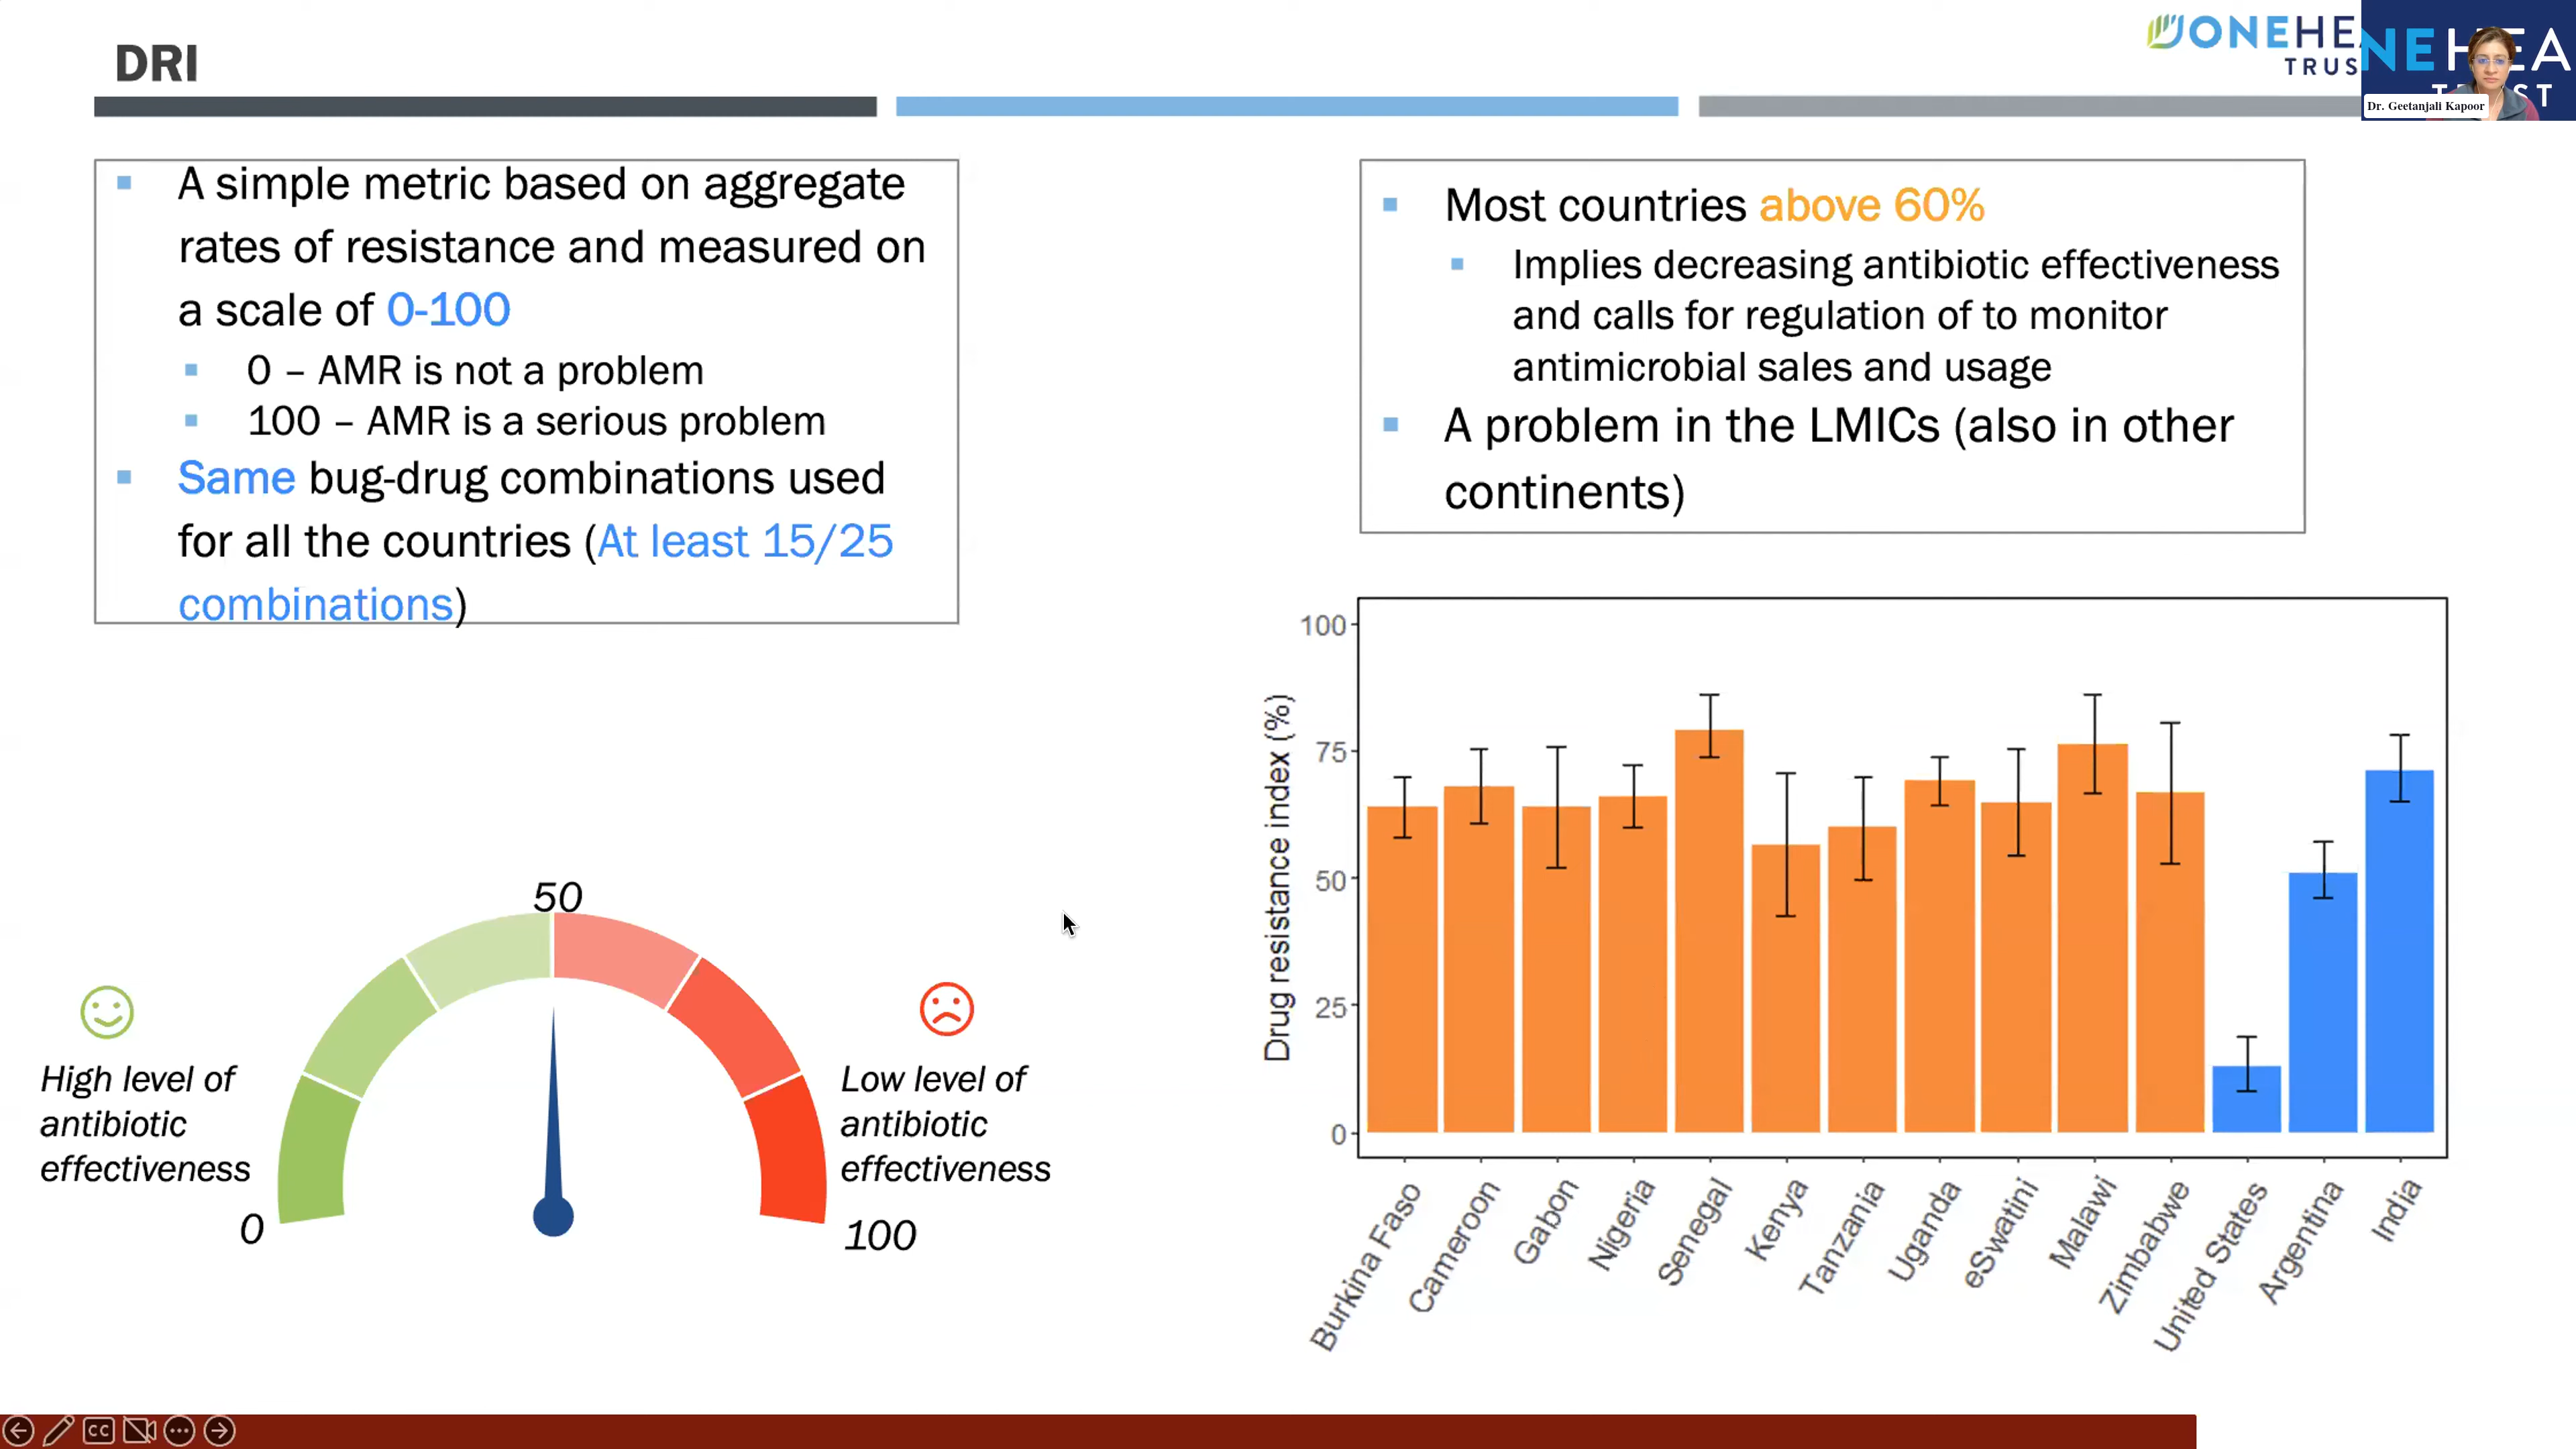 DRI
ONEHE
TRUS
NEHEA
T ST
Dr. Geetanjali Kapoor
A simple metric based on aggregate
rates of resistance and measured on
a scale of 0-100
0 – AMR is not a problem
100 – AMR is a serious problem
Same bug-drug combinations used
for all the countries (At least 15/25
combinations)
Most countries above 60%
Implies decreasing antibiotic effectiveness
and calls for regulation of to monitor
antimicrobial sales and usage
A problem in the LMICs (also in other
continents)
50
High level of
antibiotic
effectiveness
0
Low level of
antibiotic
effectiveness
100
Drug resistance index (%)
100
75
50
25
0
Burkina Faso
Cameroon
Gabon
Nigeria
Senegal
Kenya
Tanzania
Uganda
eSwatini
Malawi
Zimbabwe
United States
Argentina
India
CC